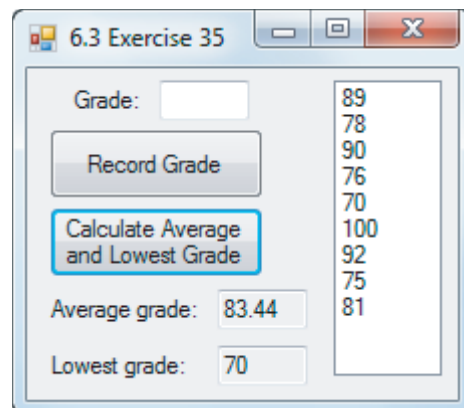 6.3 Exercise 35
Grade:
Record Grade
Calculate Average
and Lowest Grade
Average grade: 83.44
Lowest grade: 70
89
78
90
76
70
100
92
75
81